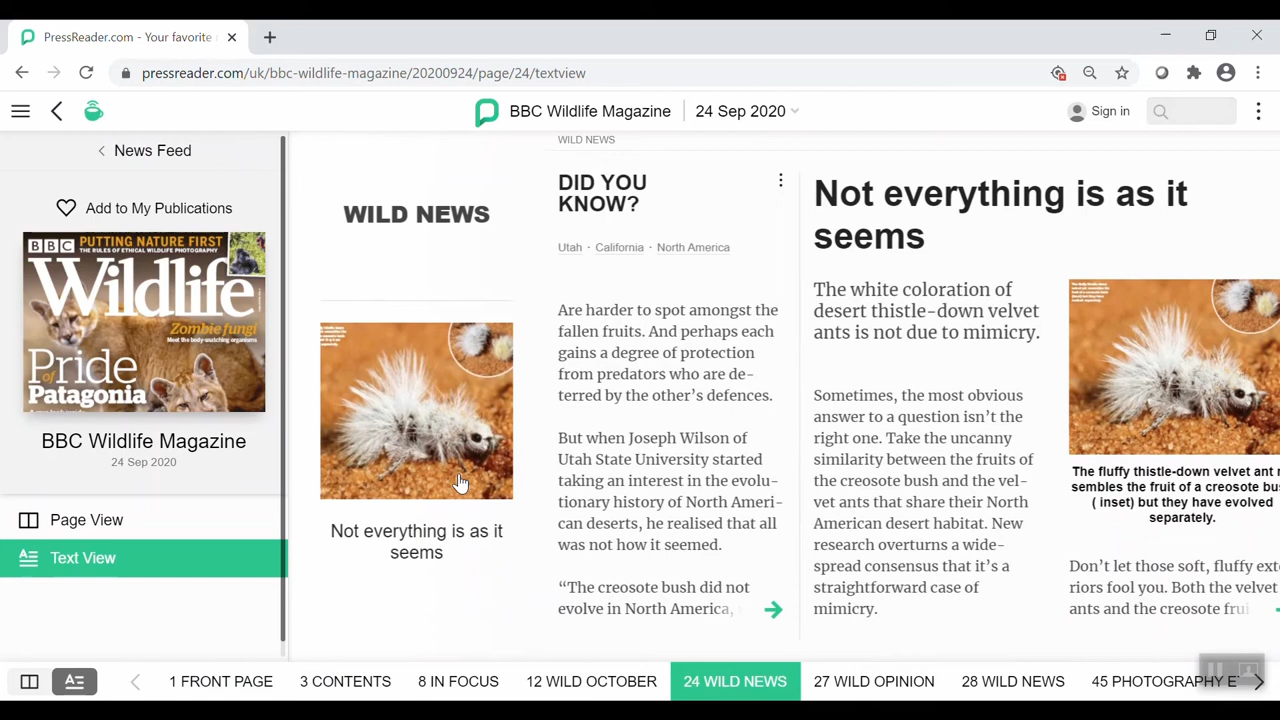 PressReader.com - Your favorite
pressreader.com/uk/bbc-wildlife-magazine/20200924/page/24/textview
BBC Wildlife Magazine
24 Sep 2020
Sign in
News Feed
Add to My Publications
BBC
PUTTING NATURE FIRST
THE RULES OF ETHICAL WILDLIFE PHOTOGRAPHY
Wildlife
Zombie fungi
Meet the body-snatching organisms
Pride
of
Patagonia
BBC Wildlife Magazine
24 Sep 2020
Page View
Text View
WILD NEWS
Not everything is as it
seems
WILD NEWS
DID YOU
KNOW?
Utah · California · North America
Are harder to spot amongst the
fallen fruits. And perhaps each
gains a degree of protection
from predators who are de-
terred by the other’s defences.
But when Joseph Wilson of
Utah State University started
taking an interest in the evolu-
tionary history of North Ameri-
can deserts, he realised that all
was not how it seemed.
“The creosote bush did not
evolve in North America,
Not everything is as it
seems
The white coloration of
desert thistle-down velvet
ants is not due to mimicry.
Sometimes, the most obvious
answer to a question isn’t the
right one. Take the uncanny
similarity between the fruits of
the creosote bush and the vel-
vet ants that share their North
American desert habitat. New
research overturns a wide-
spread consensus that it’s a
straightforward case of
mimicry.
The fluffy thistle-down velvet ant
sembles the fruit of a creosote
( inset) but they have evolved
separately.
Don’t let those soft, fluffy
riors fool you. Both the velvet
ants and the creosote
1 FRONT PAGE
3 CONTENTS
8 IN FOCUS
12 WILD OCTOBER
24 WILD NEWS
27 WILD OPINION
28 WILD NEWS
45 PHOTOGRAPHY